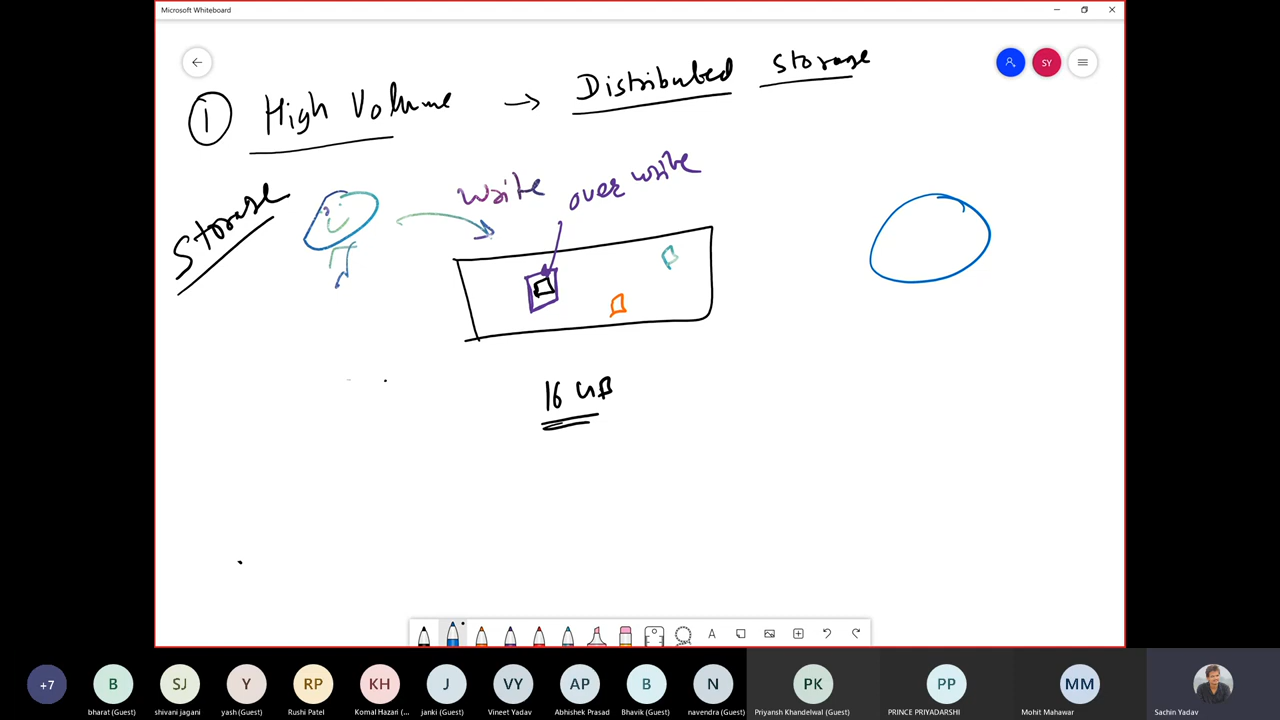 Microsoft Whiteboard
SY
① High Volume → Distributed Storage
Storage
write over write
16 GB
A
+7
B
SJ
Y
RP
KH
J
VY
AP
B
N
PK
PP
MM
bharat (Guest)
shivani jagani
yash (Guest)
Rushi Patel
Komal Hazari (...
janki (Guest)
Vineet Yadav
Abhishek Prasad
Bhavik (Guest)
navendra (Guest)
Priyansh Khandelwal (Guest)
PRINCE PRIYADARSHI
Mohit Mahawar
Sachin Yadav